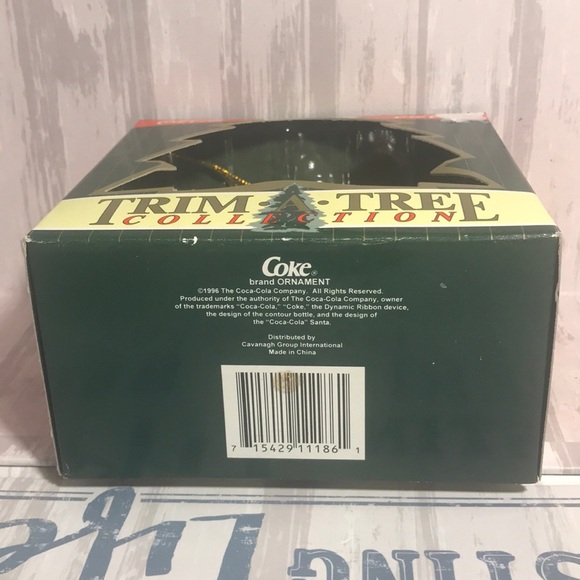 TRIM·A·TREE
COLLECTION
Coke®
brand ORNAMENT
©1996 The Coca-Cola Company. All Rights Reserved.
Produced under the authority of The Coca-Cola Company, owner
of the trademarks "Coca-Cola," "Coke," the Dynamic Ribbon device,
the design of the contour bottle, and the design of
the "Coca-Cola" Santa.
Distributed by
Cavanagh Group International
Made in China
7 15429 11186 1